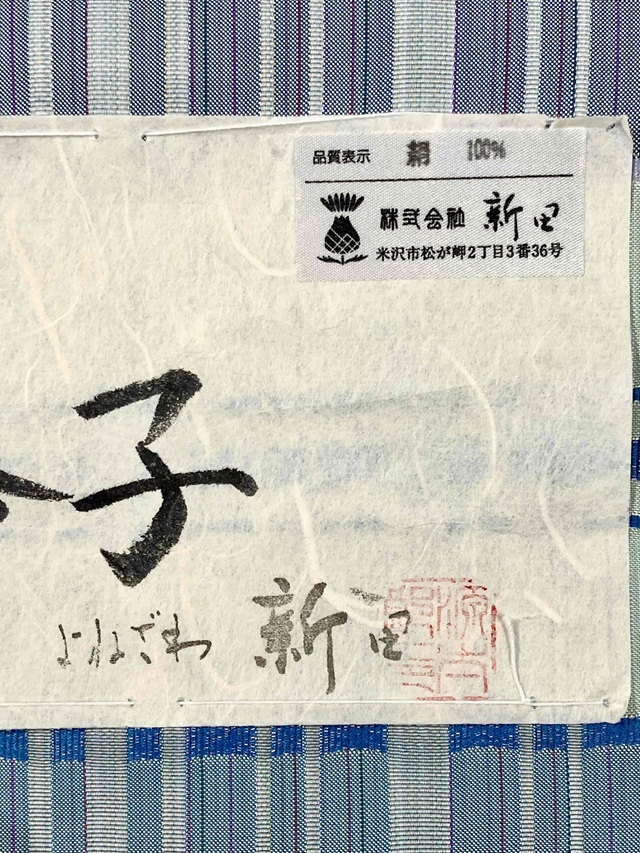 品質表示 絹 100%
株式会社 新田
米沢市松が岬2丁目3番36号
子
よねざわ 新田